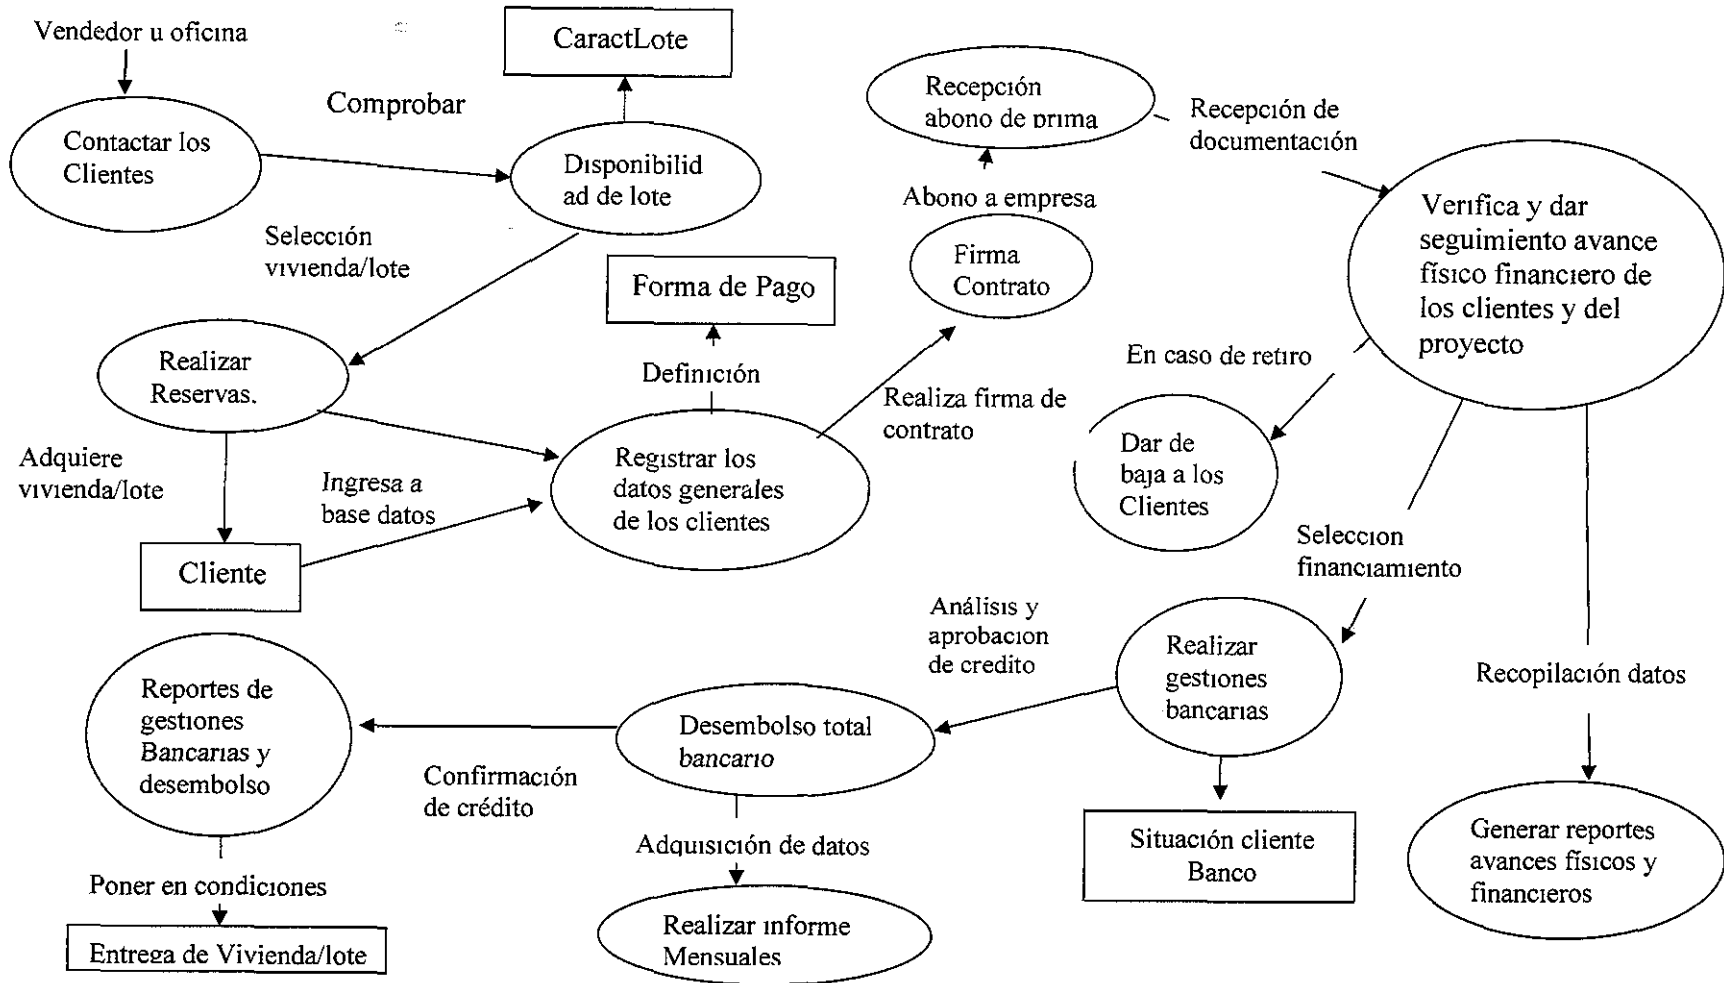 Vendedor u oficina
CaractLote
Comprobar
Contactar los
Clientes
Disponibilid
ad de lote
Recepción
abono de prima
Recepción de
documentación
Abono a empresa
Firma
Contrato
Verifica y dar
seguimiento avance
físico financiero de
los clientes y del
proyecto
Selección
vivienda/lote
Forma de Pago
Realizar
Reservas.
Definición
Realiza firma de
contrato
En caso de retiro
Adquiere
vivienda/lote
Ingresa a
base datos
Registrar los
datos generales
de los clientes
Dar de
baja a los
Clientes
Cliente
Seleccion
financiamiento
Análisis y
aprobacion
de credito
Realizar
gestiones
bancarias
Recopilación datos
Reportes de
gestiones
Bancarias y
desembolso
Desembolso total
bancario
Confirmación
de crédito
Adquisición de datos
Situación cliente
Banco
Generar reportes
avances físicos y
financieros
Poner en condiciones
Entrega de Vivienda/lote
Realizar informe
Mensuales